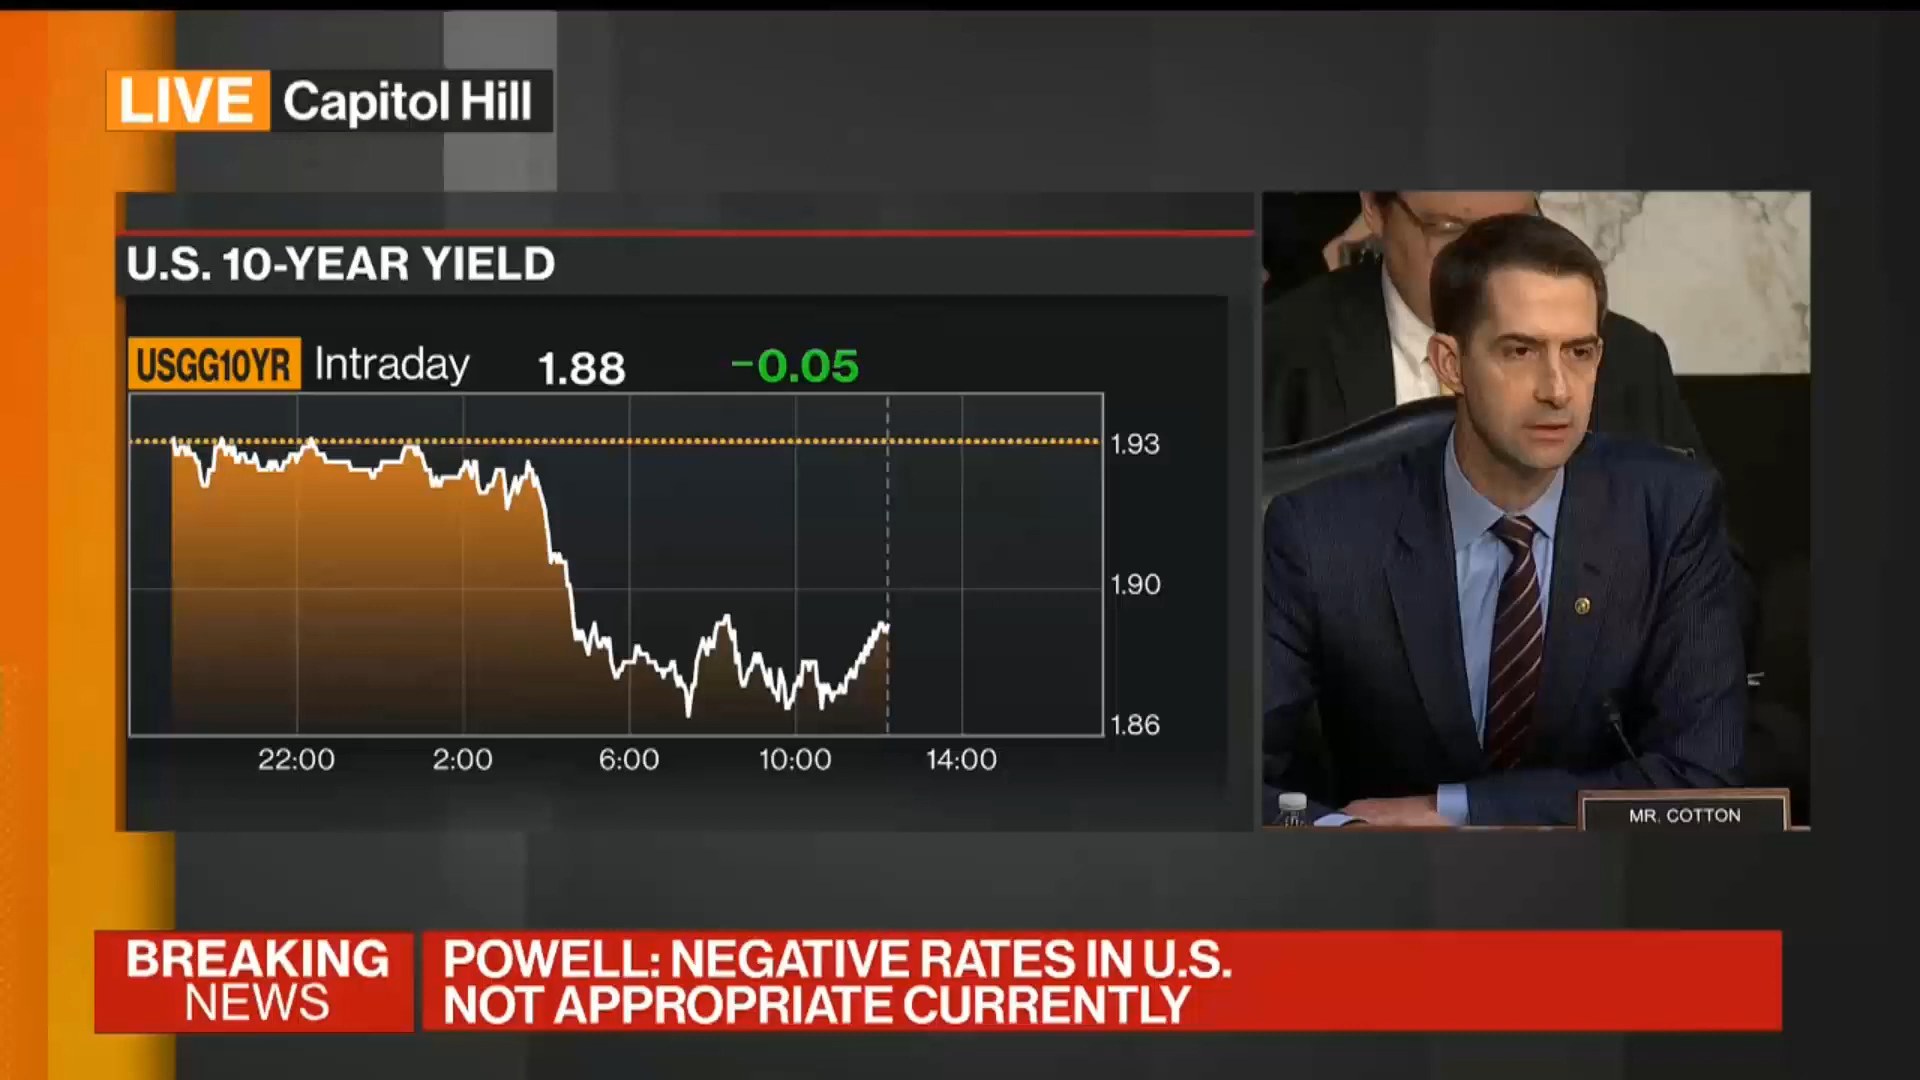 LIVE Capitol Hill
U.S. 10-YEAR YIELD
USGG10YR Intraday 1.88 -0.05
1.93
1.90
1.86
22:00 2:00 6:00 10:00 14:00
MR. COTTON
BREAKING
NEWS
POWELL: NEGATIVE RATES IN U.S.
NOT APPROPRIATE CURRENTLY